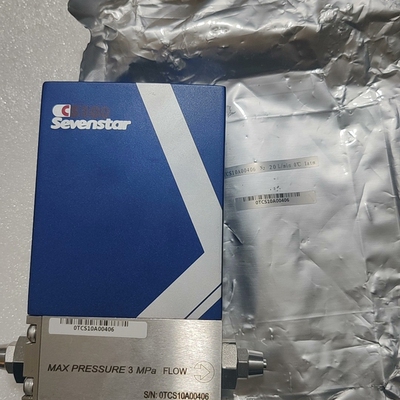 Sevenstar
0TCS10A00406
MAX PRESSURE 3 MPa FLOW
S/N: 0TCS10A00406
0TCS10A00406